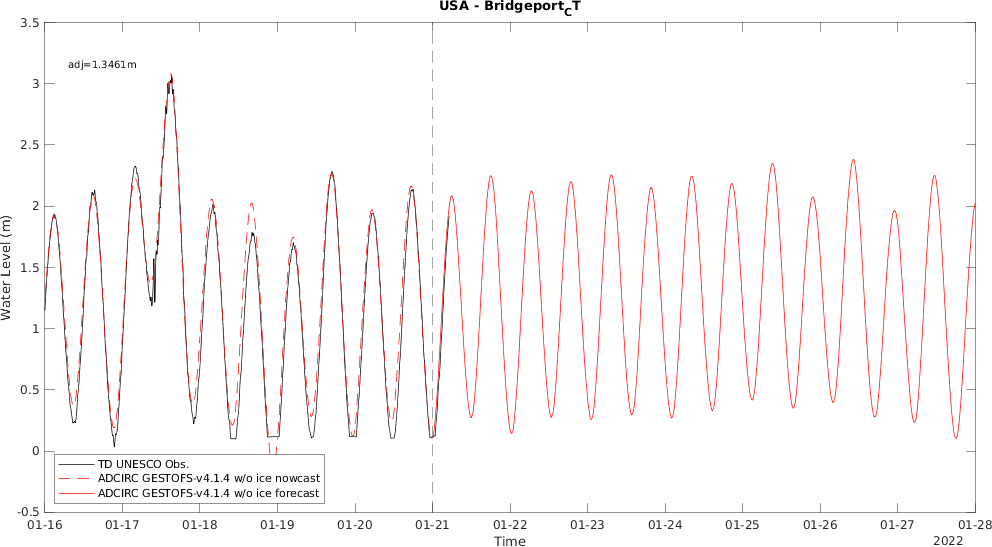 USA - Bridgeport_CT
adj=1.3461m
Water Level (m)
3.5
3
2.5
2
1.5
1
0.5
0
-0.5
TD UNESCO Obs.
ADCIRC GESTOFS-v4.1.4 w/o ice nowcast
ADCIRC GESTOFS-v4.1.4 w/o ice forecast
01-16 01-17 01-18 01-19 01-20 01-21 01-22 01-23 01-24 01-25 01-26 01-27 01-28
Time
2022